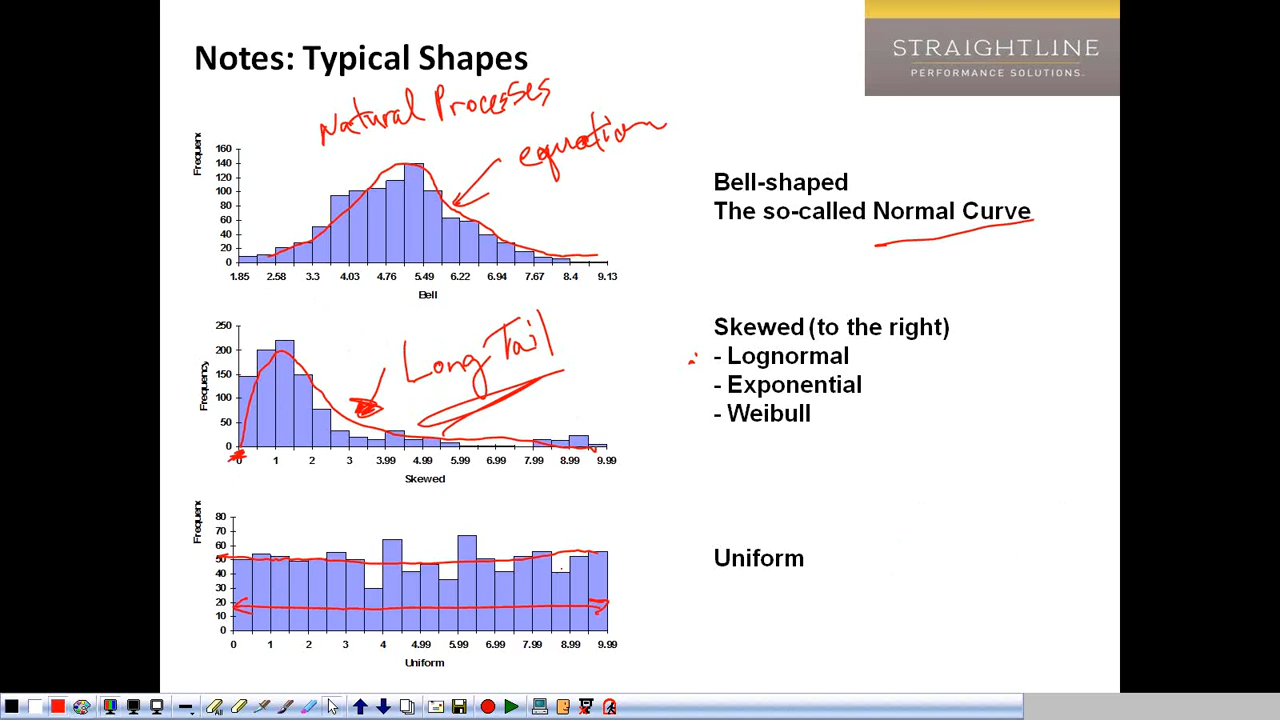 Notes: Typical Shapes
STRAIGHTLINE
PERFORMANCE SOLUTIONS.
Natural Processes
equation
Frequenc
160
140
120
100
80
60
40
20
0
1.85 2.58 3.3 4.03 4.76 5.49 6.22 6.94 7.67 8.4 9.13
Bell
Bell-shaped
The so-called Normal Curve
Long Tail
Frequency
250
200
150
100
50
0
0 1 2 3 3.99 4.99 5.99 6.99 7.99 8.99 9.99
Skewed
Skewed (to the right)
- Lognormal
- Exponential
- Weibull
Frequenc
80
70
60
50
40
30
20
10
0
0 1 2 3 4 4.99 5.99 6.99 7.99 8.99 9.99
Uniform
Uniform